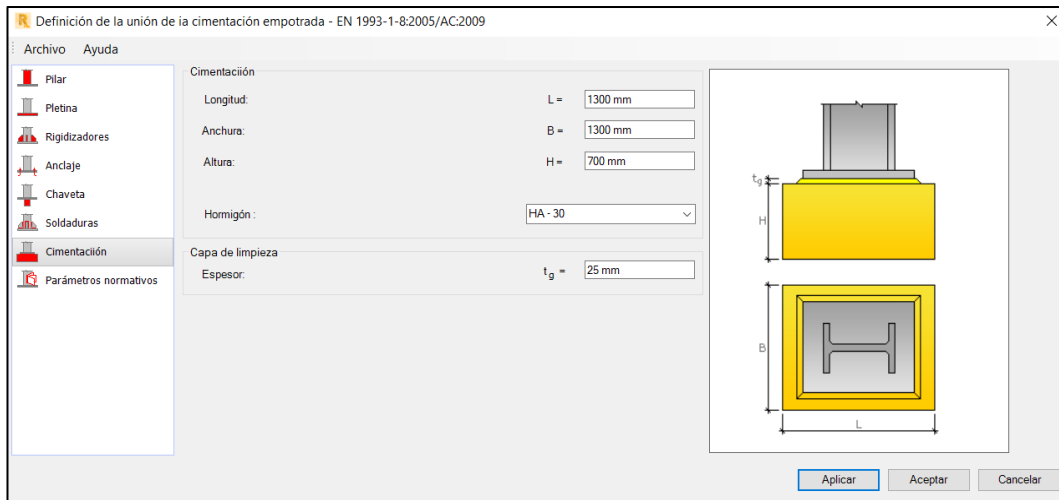 Definición de la unión de ia cimentación empotrada - EN 1993-1-8:2005/AC:2009
Archivo Ayuda
Pilar
Pletina
Rigidizadores
Anclaje
Chaveta
Soldaduras
Cimentaciión
Parámetros normativos
Cimentaciión
Longitud: L = 1300 mm
Anchura: B = 1300 mm
Altura: H = 700 mm
Hormigón : HA - 30
Capa de limpieza
Espesor: tg = 25 mm
tg
H
B
L
Aplicar Aceptar Cancelar